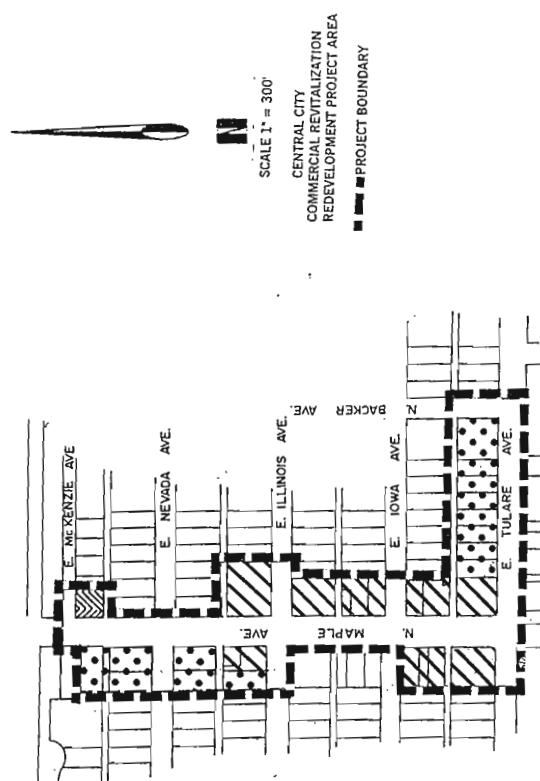 SCALE 1" = 300'
CENTRAL CITY
COMMERCIAL REVITALIZATION
REDEVELOPMENT PROJECT AREA
PROJECT BOUNDARY
E. McKENZIE AVE
E. NEVADA AVE.
E. ILLINOIS AVE.
E. IOWA AVE.
E. TULARE AVE.
N. BACKER AVE.
N. MAPLE AVE.